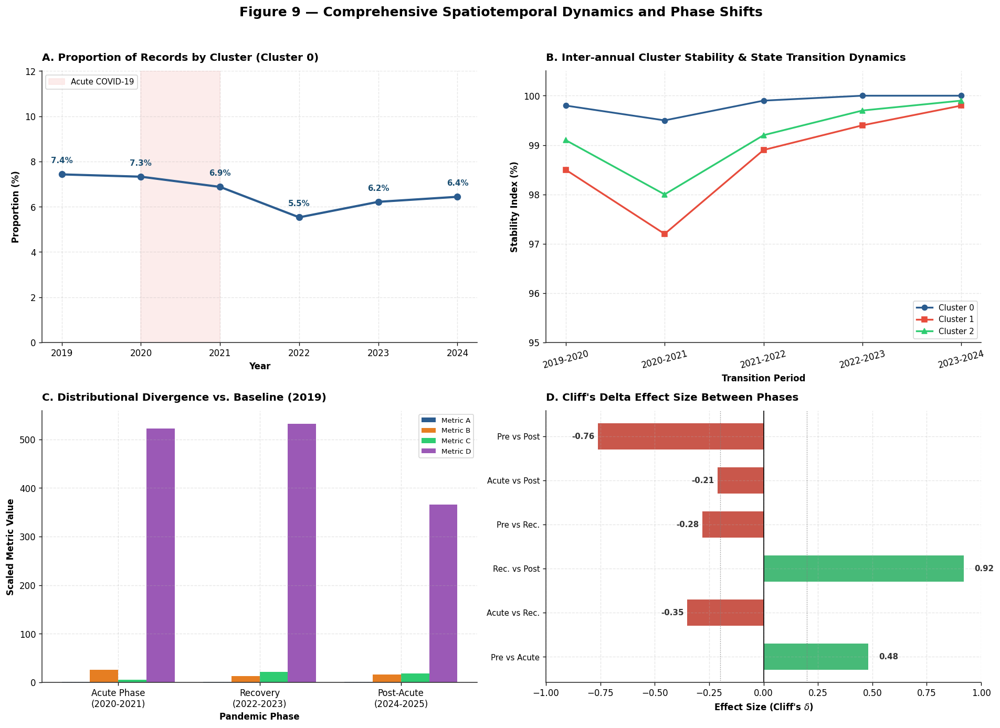 Figure 9 — Comprehensive Spatiotemporal Dynamics and Phase Shifts
A. Proportion of Records by Cluster (Cluster 0)
Proportion (%)
12
10
8
6
4
2
0
Acute COVID-19
7.4%
7.3%
6.9%
5.5%
6.2%
6.4%
2019
2020
2021
2022
2023
2024
Year
B. Inter-annual Cluster Stability & State Transition Dynamics
Stability Index (%)
100
99
98
97
96
95
Cluster 0
Cluster 1
Cluster 2
2019-2020
2020-2021
2021-2022
2022-2023
2023-2024
Transition Period
C. Distributional Divergence vs. Baseline (2019)
Scaled Metric Value
500
400
300
200
100
0
Metric A
Metric B
Metric C
Metric D
Acute Phase
(2020-2021)
Recovery
(2022-2023)
Post-Acute
(2024-2025)
Pandemic Phase
D. Cliff's Delta Effect Size Between Phases
Pre vs Post
-0.76
Acute vs Post
-0.21
Pre vs Rec.
-0.28
Rec. vs Post
0.92
Acute vs Rec.
-0.35
Pre vs Acute
0.48
−1.00
−0.75
−0.50
−0.25
0.00
0.25
0.50
0.75
1.00
Effect Size (Cliff's δ)